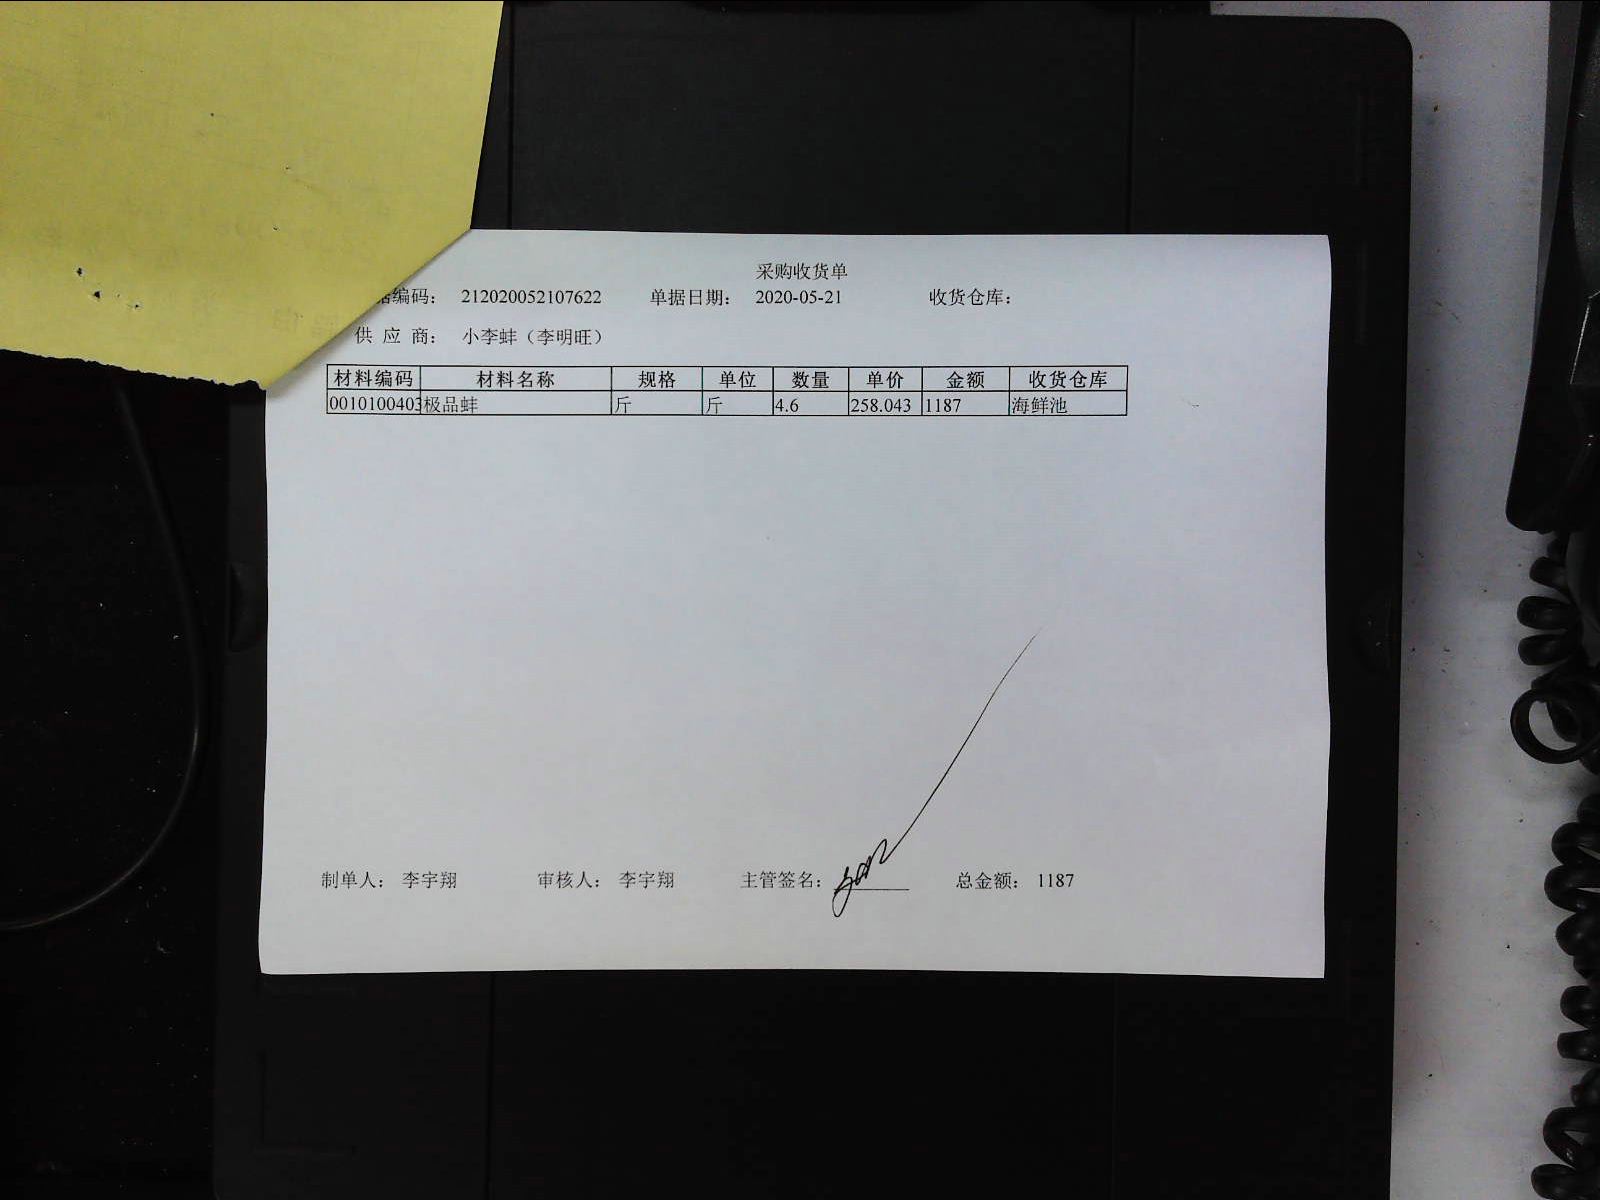 采购收货单
据编码： 212020052107622 单据日期： 2020-05-21 收货仓库：
供 应 商： 小李蚌（李明旺）
材料编码 材料名称 规格 单位 数量 单价 金额 收货仓库
0010100403 极品蚌 斤 斤 4.6 258.043 1187 海鲜池
制单人： 李宇翔 审核人： 李宇翔 主管签名： 总金额： 1187